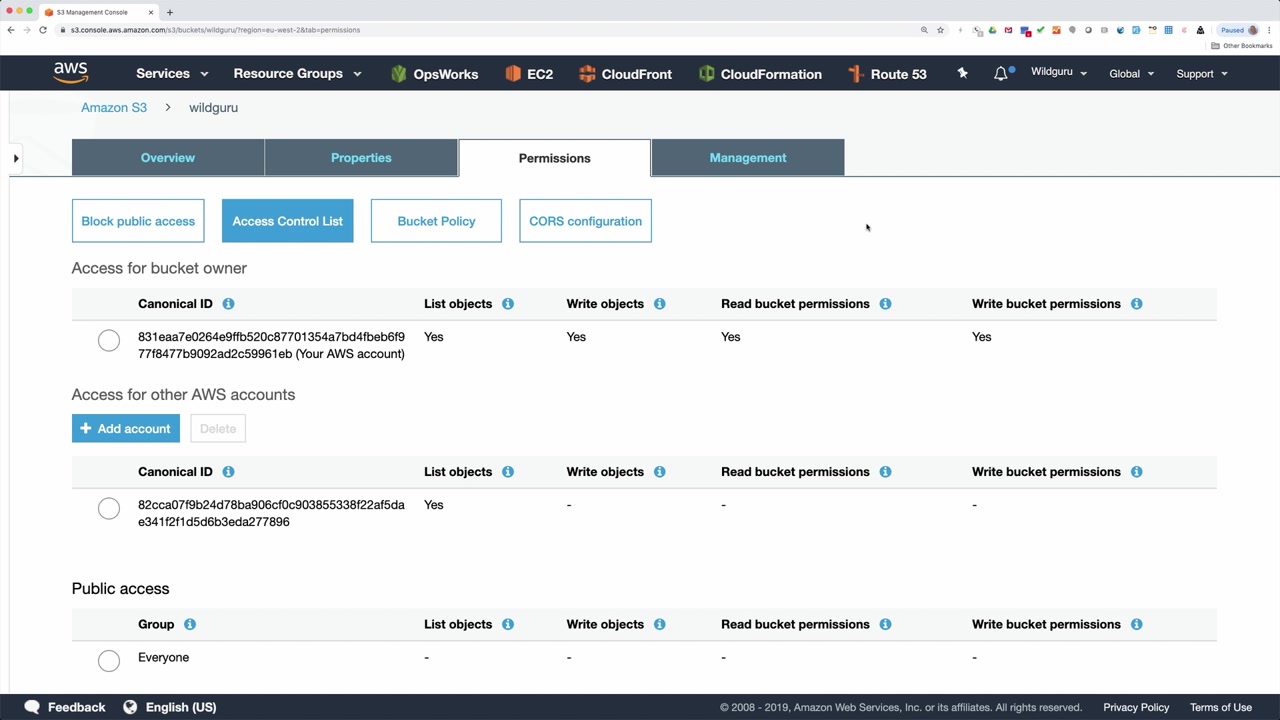 S3 Management Console
s3.console.aws.amazon.com/s3/buckets/wildguru/?region=eu-west-2&tab=permissions
Paused
Other Bookmarks
aws Services Resource Groups OpsWorks EC2 CloudFront CloudFormation Route 53 Wildguru Global Support
Amazon S3 wildguru
Overview Properties Permissions Management
Block public access Access Control List Bucket Policy CORS configuration
Access for bucket owner
Canonical ID List objects Write objects Read bucket permissions Write bucket permissions
831eaa7e0264e9ffb520c87701354a7bd4fbeb6f9 Yes Yes Yes Yes
77f8477b9092ad2c59961eb (Your AWS account)
Access for other AWS accounts
+ Add account Delete
Canonical ID List objects Write objects Read bucket permissions Write bucket permissions
82cca07f9b24d78ba906cf0c903855338f22af5da Yes - - -
e341f2f1d5d6b3eda277896
Public access
Group List objects Write objects Read bucket permissions Write bucket permissions
Everyone - - - -
Feedback English (US) © 2008 - 2019, Amazon Web Services, Inc. or its affiliates. All rights reserved. Privacy Policy Terms of Use